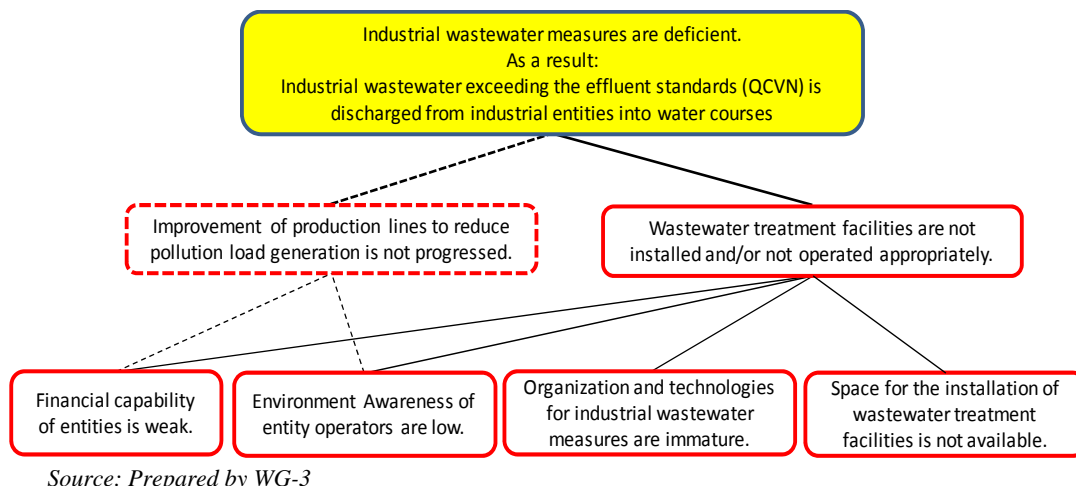 Industrial wastewater measures are deficient.
As a result:
Industrial wastewater exceeding the effluent standards (QCVN) is
discharged from industrial entities into water courses
Improvement of production lines to reduce
pollution load generation is not progressed.
Wastewater treatment facilities are not
installed and/or not operated appropriately.
Financial capability
of entities is weak.
Environment Awareness of
entity operators are low.
Organization and technologies
for industrial wastewater
measures are immature.
Space for the installation of
wastewater treatment
facilities is not available.
Source: Prepared by WG-3